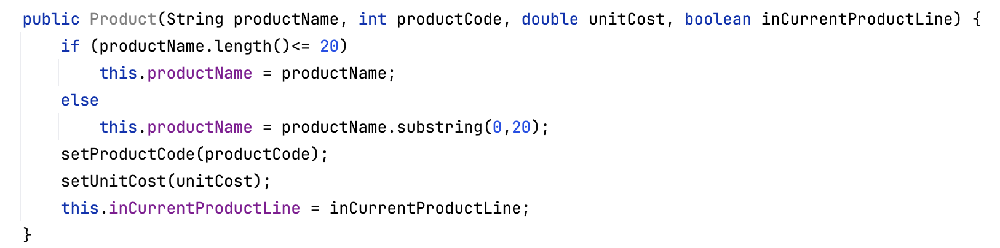 public Product(String productName, int productCode, double unitCost, boolean inCurrentProductLine) {
    if (productName.length()<= 20)
        this.productName = productName;
    else
        this.productName = productName.substring(0,20);
    setProductCode(productCode);
    setUnitCost(unitCost);
    this.inCurrentProductLine = inCurrentProductLine;
}